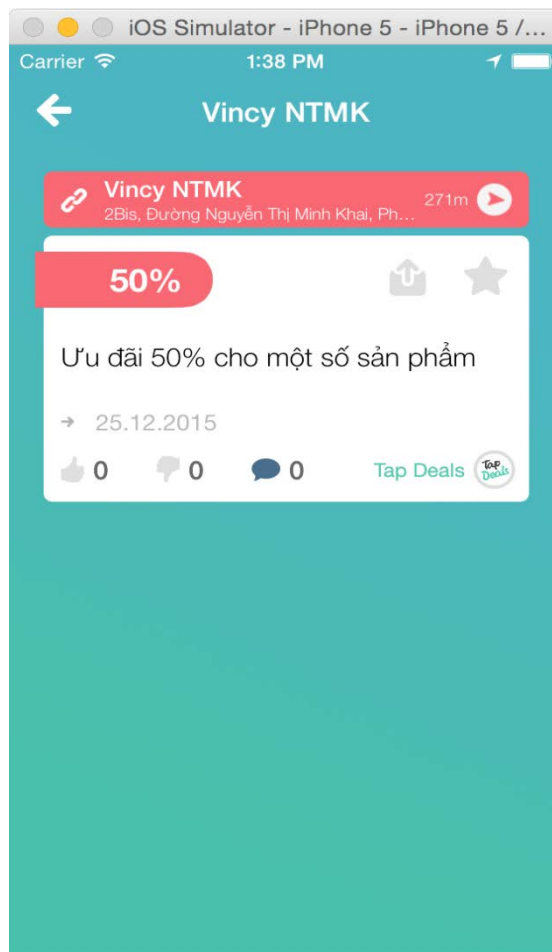 iOS Simulator - iPhone 5 - iPhone 5 /...
Carrier 1:38 PM
Vincy NTMK
Vincy NTMK
2Bis, Đường Nguyễn Thị Minh Khai, Ph... 271m
50%
Ưu đãi 50% cho một số sản phẩm
→ 25.12.2015
0 0 0 Tap Deals Tap Deals